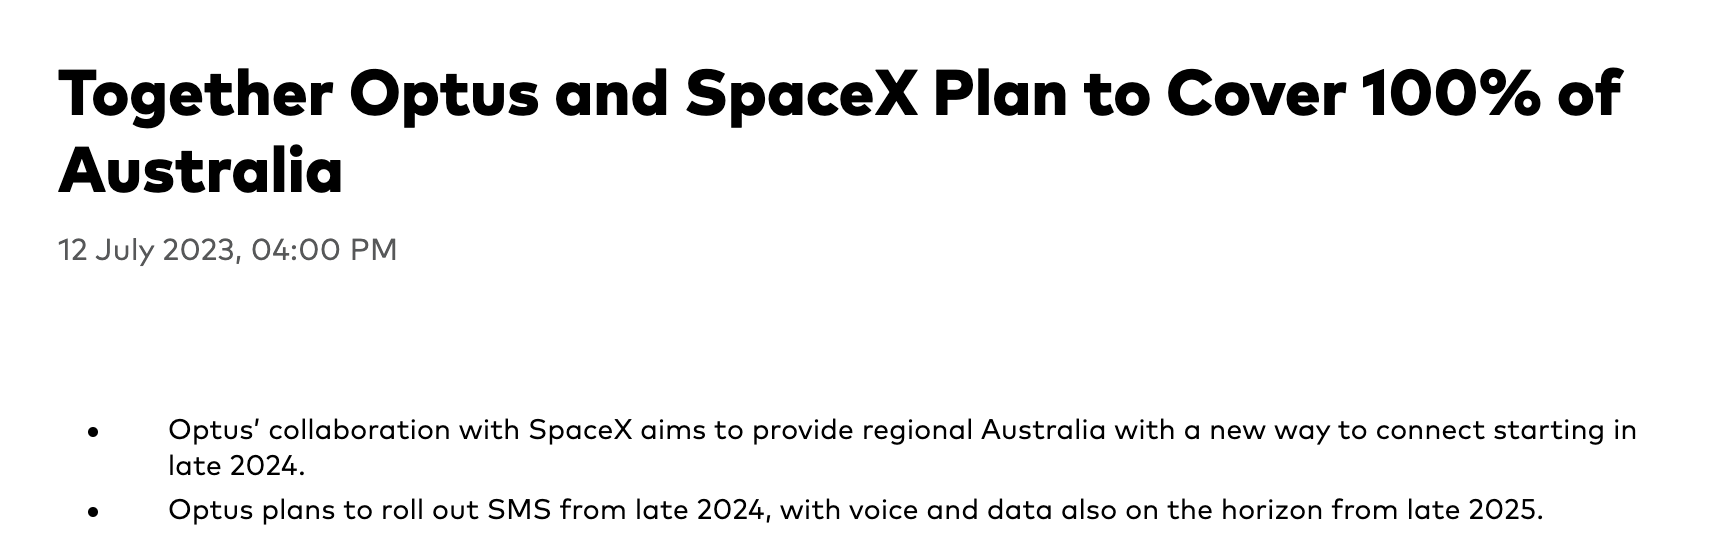 Together Optus and SpaceX Plan to Cover 100% of
Australia
12 July 2023, 04:00 PM
• Optus’ collaboration with SpaceX aims to provide regional Australia with a new way to connect starting in
late 2024.
• Optus plans to roll out SMS from late 2024, with voice and data also on the horizon from late 2025.